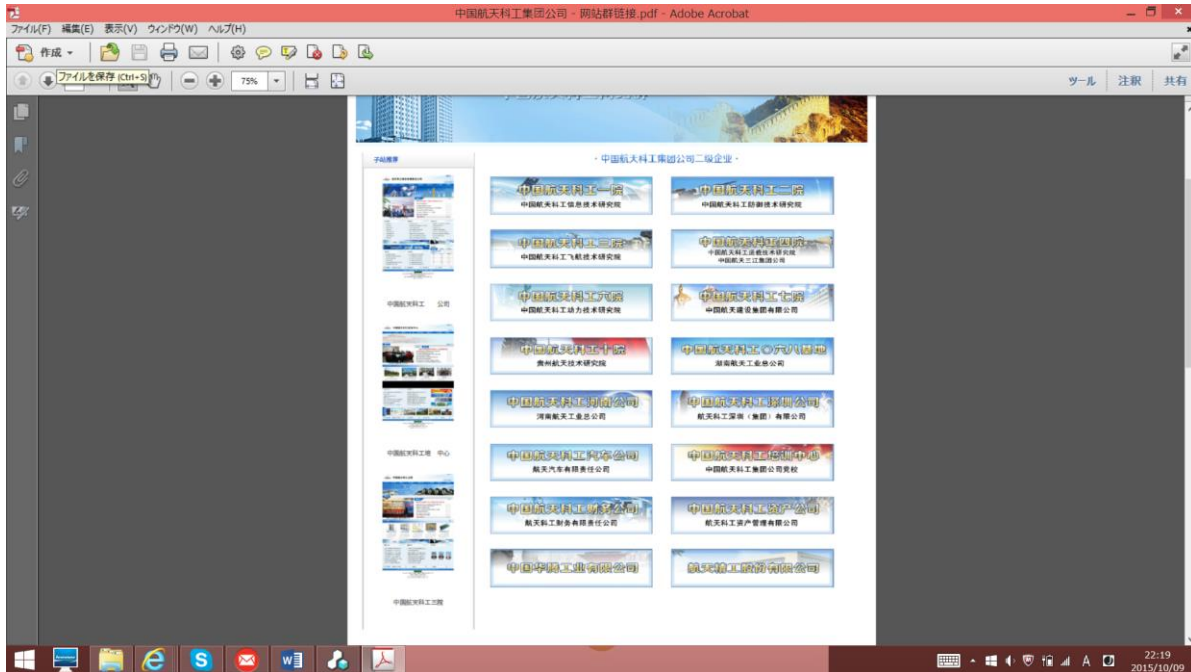 中国航天科工集团公司 - 网站群链接.pdf - Adobe Acrobat
ファイル(F) 編集(E) 表示(V) ウィンドウ(W) ヘルプ(H)
作成
ファイルを保存 (Ctrl+S)
75%
ツール 注釈 共有
子站推荐
· 中国航天科工集团公司二级企业 ·
中国航天科工一院
中国航天科工信息技术研究院
中国航天科工二院
中国航天科工防御技术研究院
中国航天科工三院
中国航天科工飞航技术研究院
中国航天科工四院
中国航天科工运载技术研究院
中国航天三江集团公司
中国航天科工六院
中国航天科工动力技术研究院
中国航天科工七院
中国航天建设集团有限公司
中国航天科工十院
贵州航天技术研究院
中国航天科工〇六八基地
湖南航天工业总公司
中国航天科工河南公司
河南航天工业总公司
中国航天科工深圳公司
航天科工深圳（集团）有限公司
中国航天科工汽车公司
航天汽车有限责任公司
中国航天科工培训中心
中国航天科工集团公司党校
中国航天科工财务公司
航天科工财务有限责任公司
中国航天科工资产公司
航天科工资产管理有限公司
中国华腾工业有限公司
航天精工股份有限公司
中国航天科工 公司
中国航天科工培 中心
中国航天科工三院
A
22:19
2015/10/09